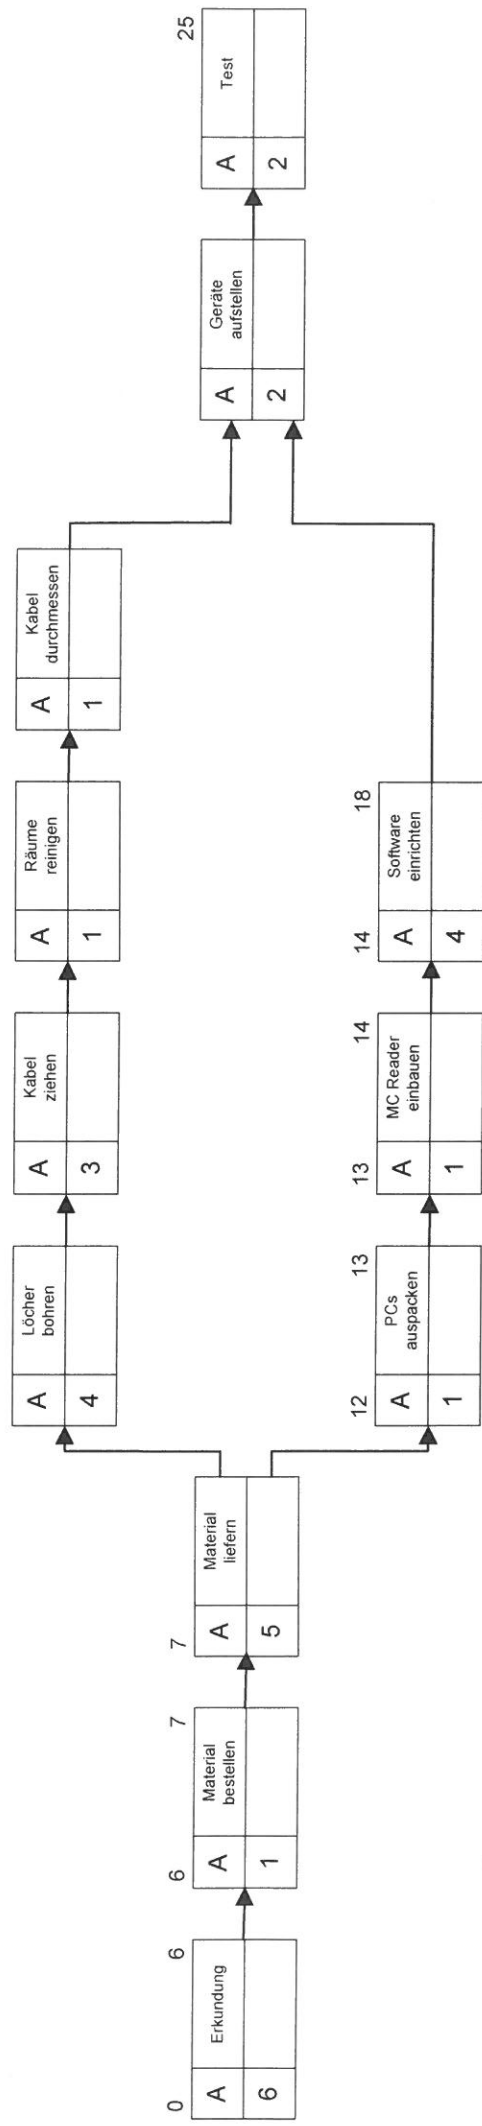 0
6
A
Erkundung
6
6
7
A
Material
bestellen
1
7
A
Material
liefern
5
A
Löcher
bohren
4
A
Kabel
ziehen
3
A
Räume
reinigen
1
A
Kabel
durchmessen
1
12
13
A
PCs
auspacken
1
13
14
A
MC Reader
einbauen
1
14
18
A
Software
einrichten
4
A
Geräte
aufstellen
2
25
A
Test
2